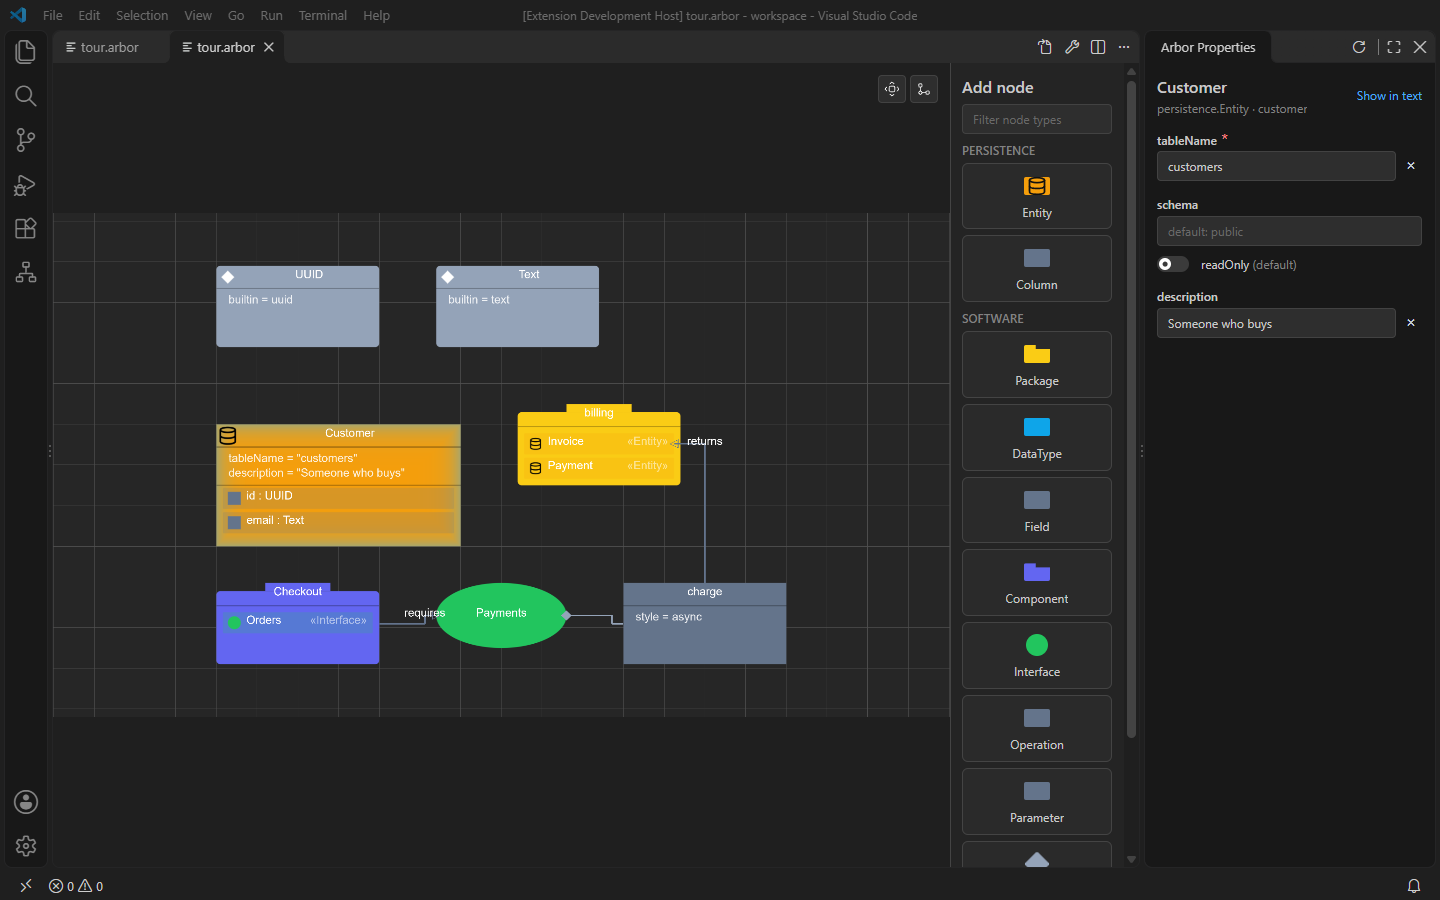 File Edit Selection View Go Run Terminal Help
[Extension Development Host] tour.arbor - workspace - Visual Studio Code
tour.arbor
tour.arbor
UUID
builtin = uuid
Text
builtin = text
Customer
tableName = "customers"
description = "Someone who buys"
id : UUID
email : Text
billing
Invoice «Entity»
Payment «Entity»
returns
Checkout
Orders «Interface»
requires
Payments
charge
style = async
Add node
Filter node types
PERSISTENCE
Entity
Column
SOFTWARE
Package
DataType
Field
Component
Interface
Operation
Parameter
Arbor Properties
Customer
Show in text
persistence.Entity · customer
tableName *
customers
schema
default: public
readOnly (default)
description
Someone who buys
0 0